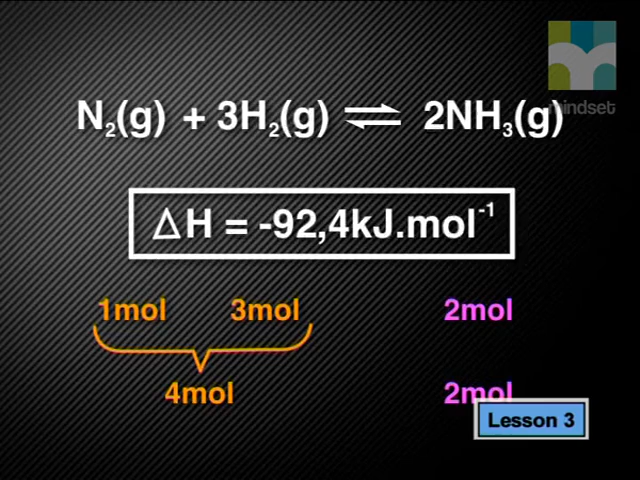 mindset
N₂(g) + 3H₂(g) ⇌ 2NH₃(g)
△H = -92,4kJ.mol⁻¹
1mol 3mol 2mol
4mol 2mol
Lesson 3